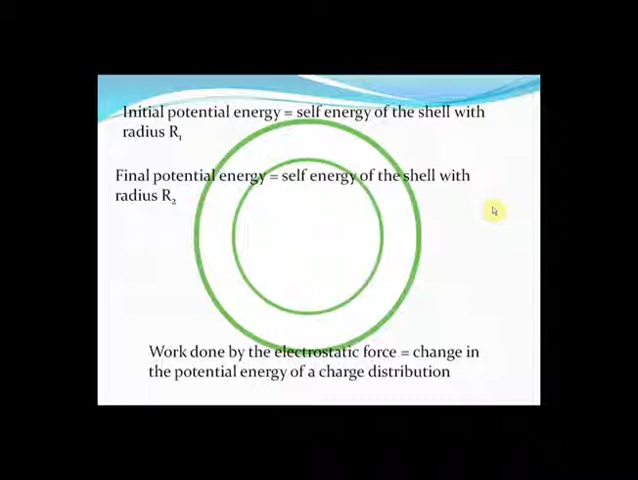 Initial potential energy = self energy of the shell with
radius R₁
Final potential energy = self energy of the shell with
radius R₂
Work done by the electrostatic force = change in
the potential energy of a charge distribution